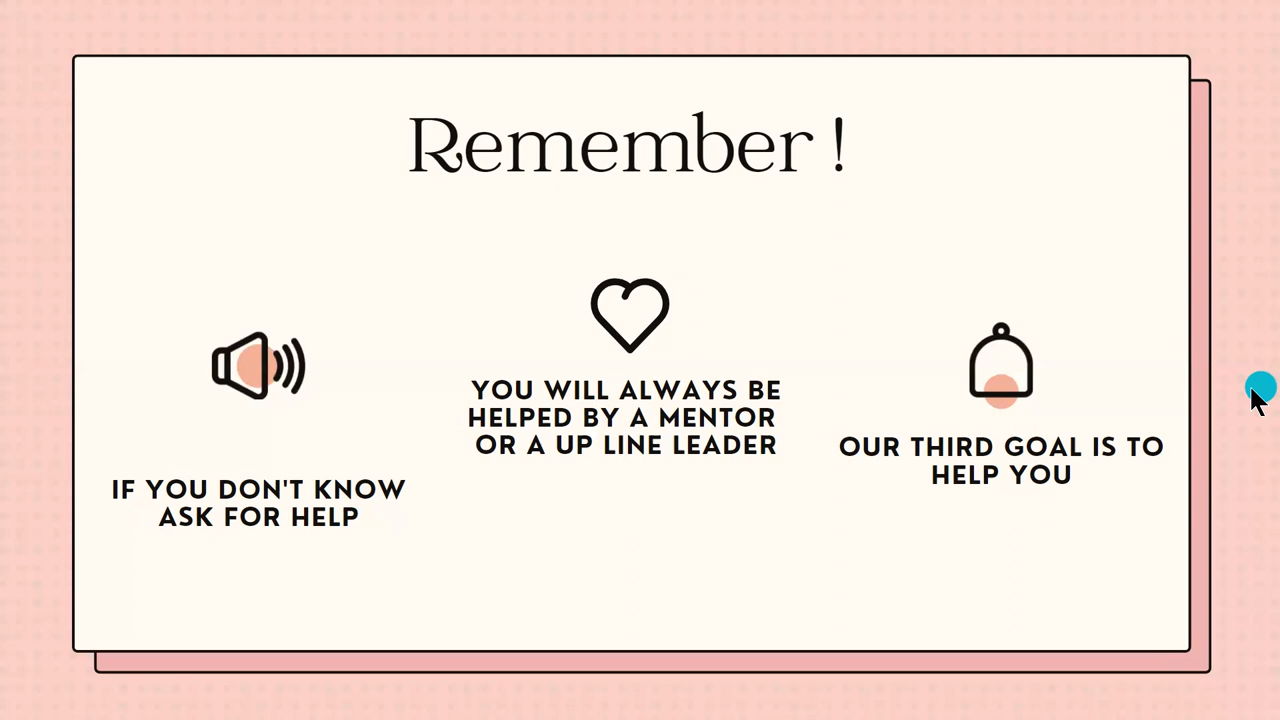 Remember !
IF YOU DON'T KNOW
ASK FOR HELP
YOU WILL ALWAYS BE
HELPED BY A MENTOR
OR A UP LINE LEADER
OUR THIRD GOAL IS TO
HELP YOU